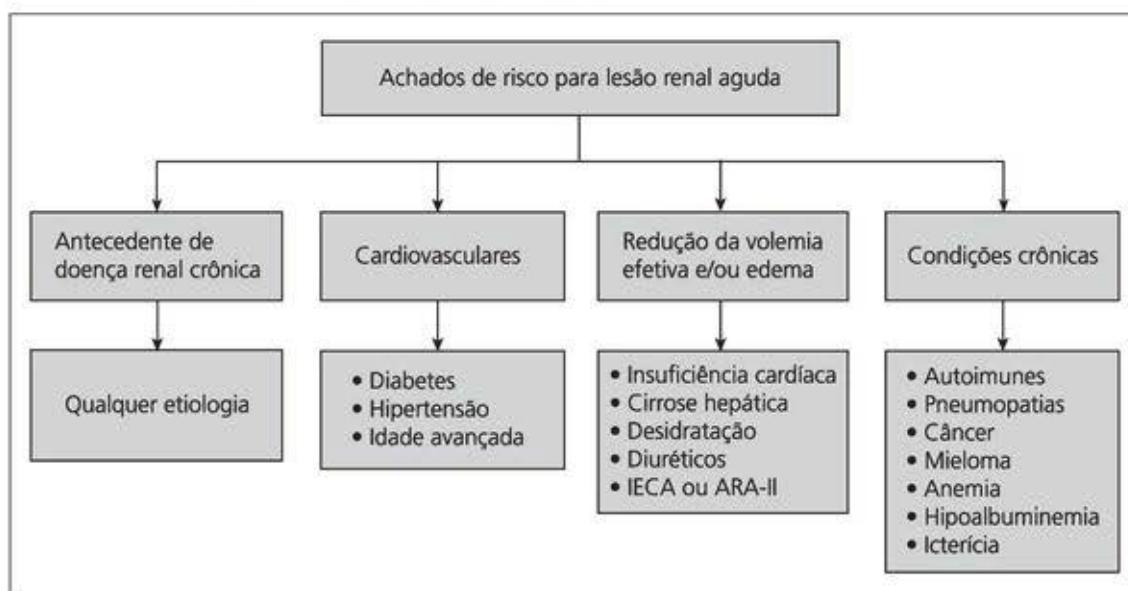 Achados de risco para lesão renal aguda
Antecedente de
doença renal crônica
Cardiovasculares
Redução da volemia
efetiva e/ou edema
Condições crônicas
Qualquer etiologia
• Diabetes
• Hipertensão
• Idade avançada
• Insuficiência cardíaca
• Cirrose hepática
• Desidratação
• Diuréticos
• IECA ou ARA-II
• Autoimunes
• Pneumopatias
• Câncer
• Mieloma
• Anemia
• Hipoalbuminemia
• Icterícia